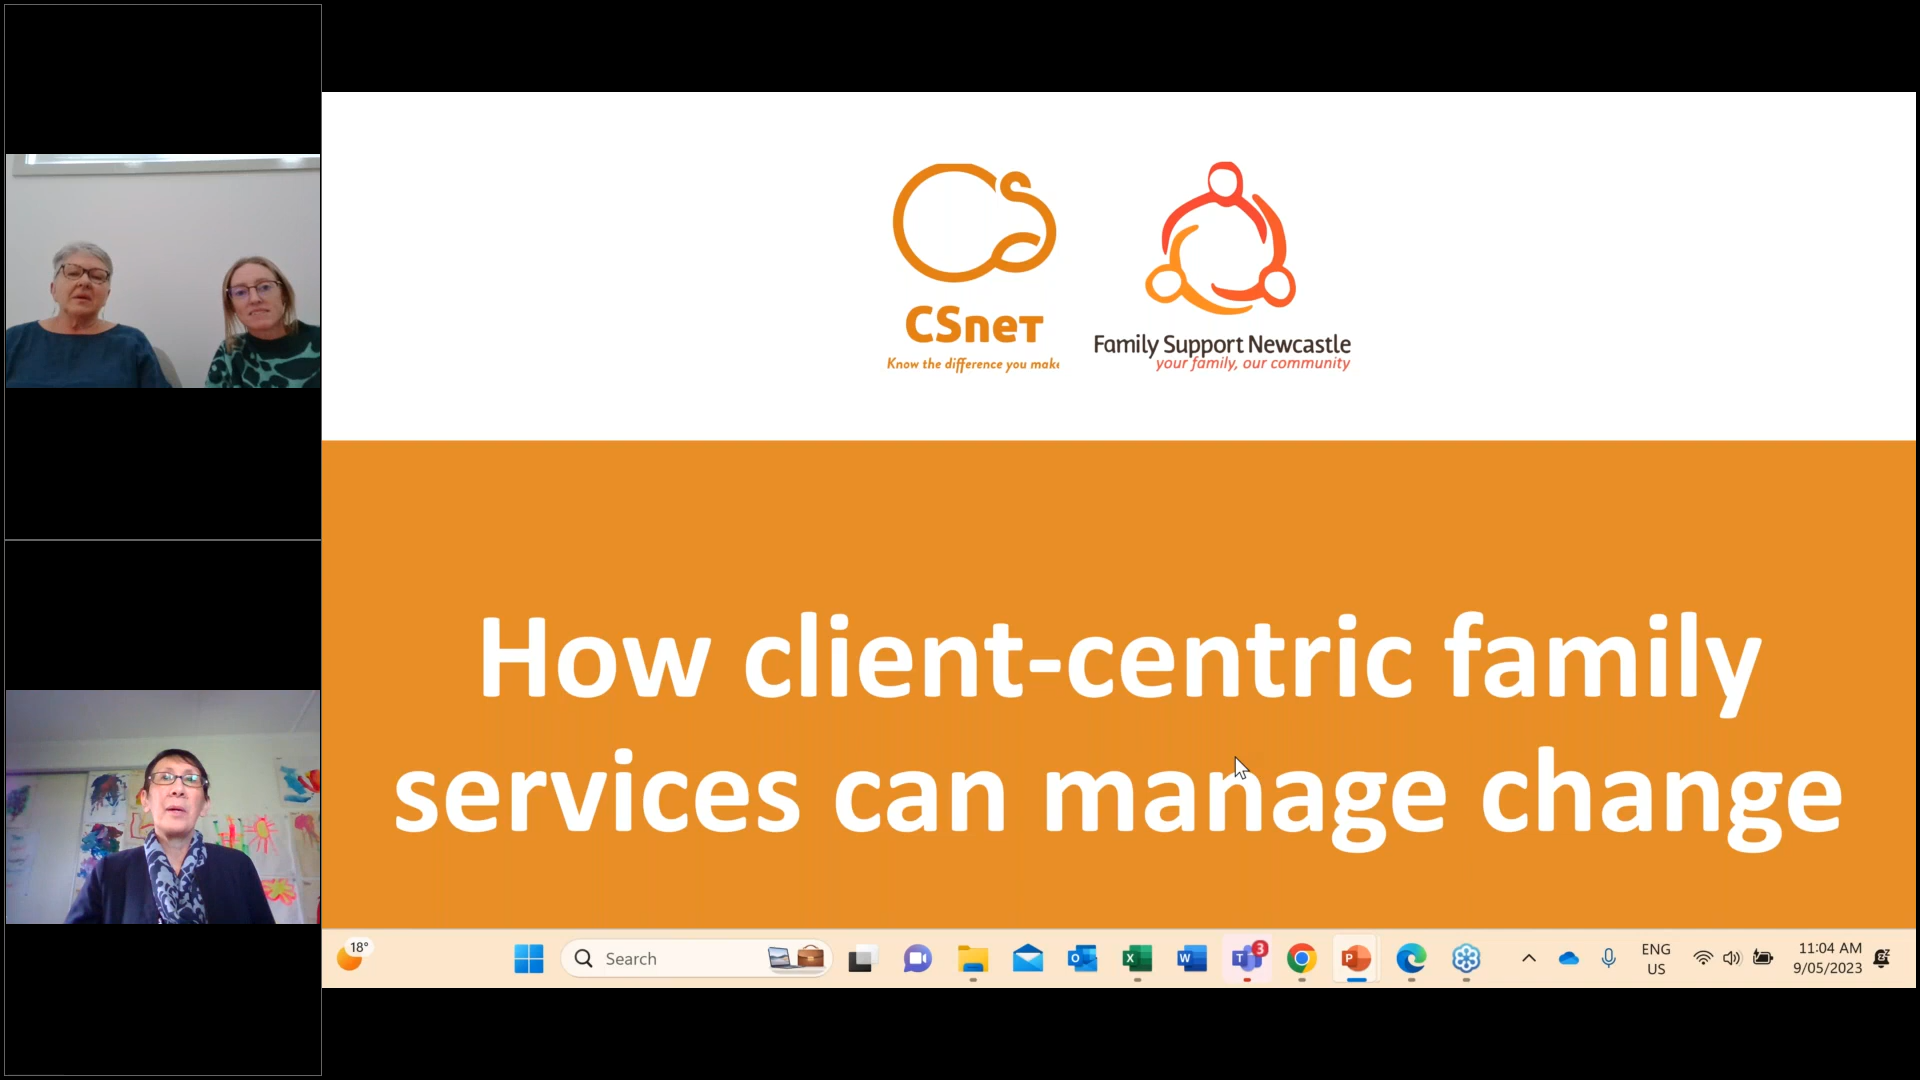 CSneT
Know the difference you make
Family Support Newcastle
your family, our community
How client-centric family
services can manage change
18°
Search
3
ENG
US
11:04 AM
9/05/2023